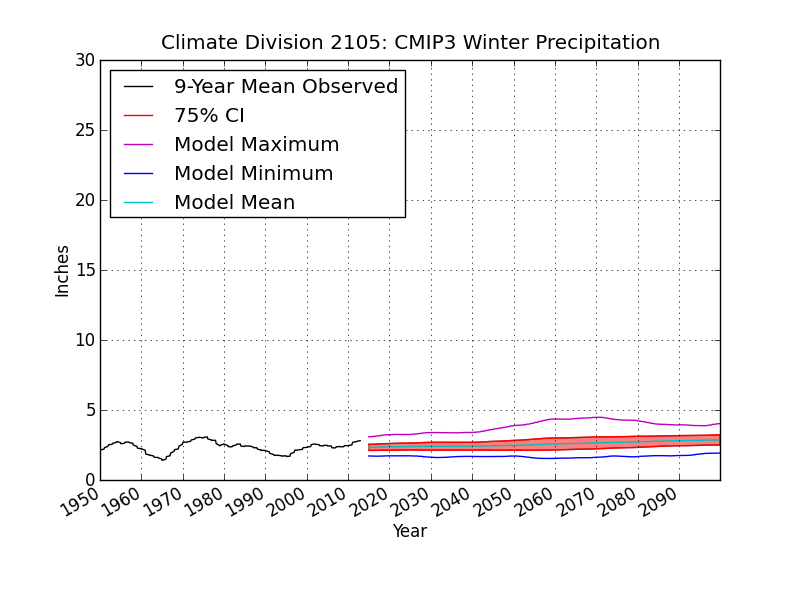 Climate Division 2105: CMIP3 Winter Precipitation
30
25
20
15
10
5
0
Inches
9-Year Mean Observed
75% CI
Model Maximum
Model Minimum
Model Mean
1950 1960 1970 1980 1990 2000 2010 2020 2030 2040 2050 2060 2070 2080 2090
Year